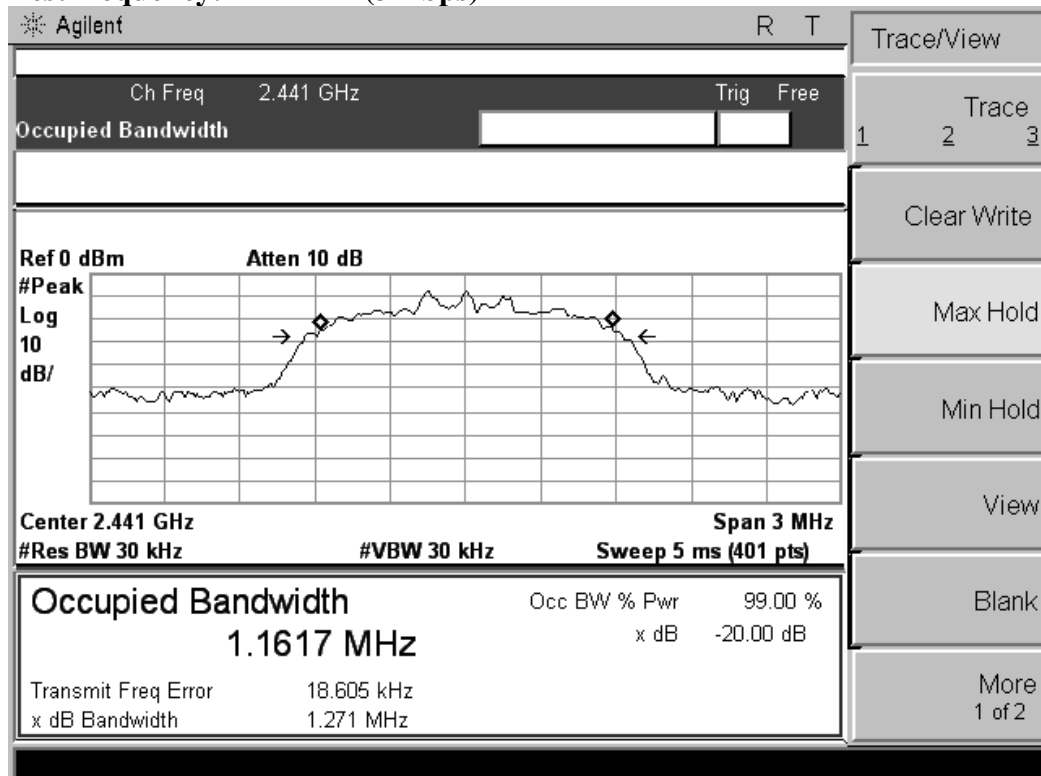 Agilent R T
Trace/View
Ch Freq 2.441 GHz Trig Free
Occupied Bandwidth
Trace
1 2 3
Clear Write
Ref 0 dBm Atten 10 dB
#Peak
Log
10
dB/
Max Hold
Min Hold
View
Center 2.441 GHz Span 3 MHz
#Res BW 30 kHz #VBW 30 kHz Sweep 5 ms (401 pts)
Occupied Bandwidth Occ BW % Pwr 99.00 %
1.1617 MHz x dB -20.00 dB
Blank
Transmit Freq Error 18.605 kHz
x dB Bandwidth 1.271 MHz
More
1 of 2